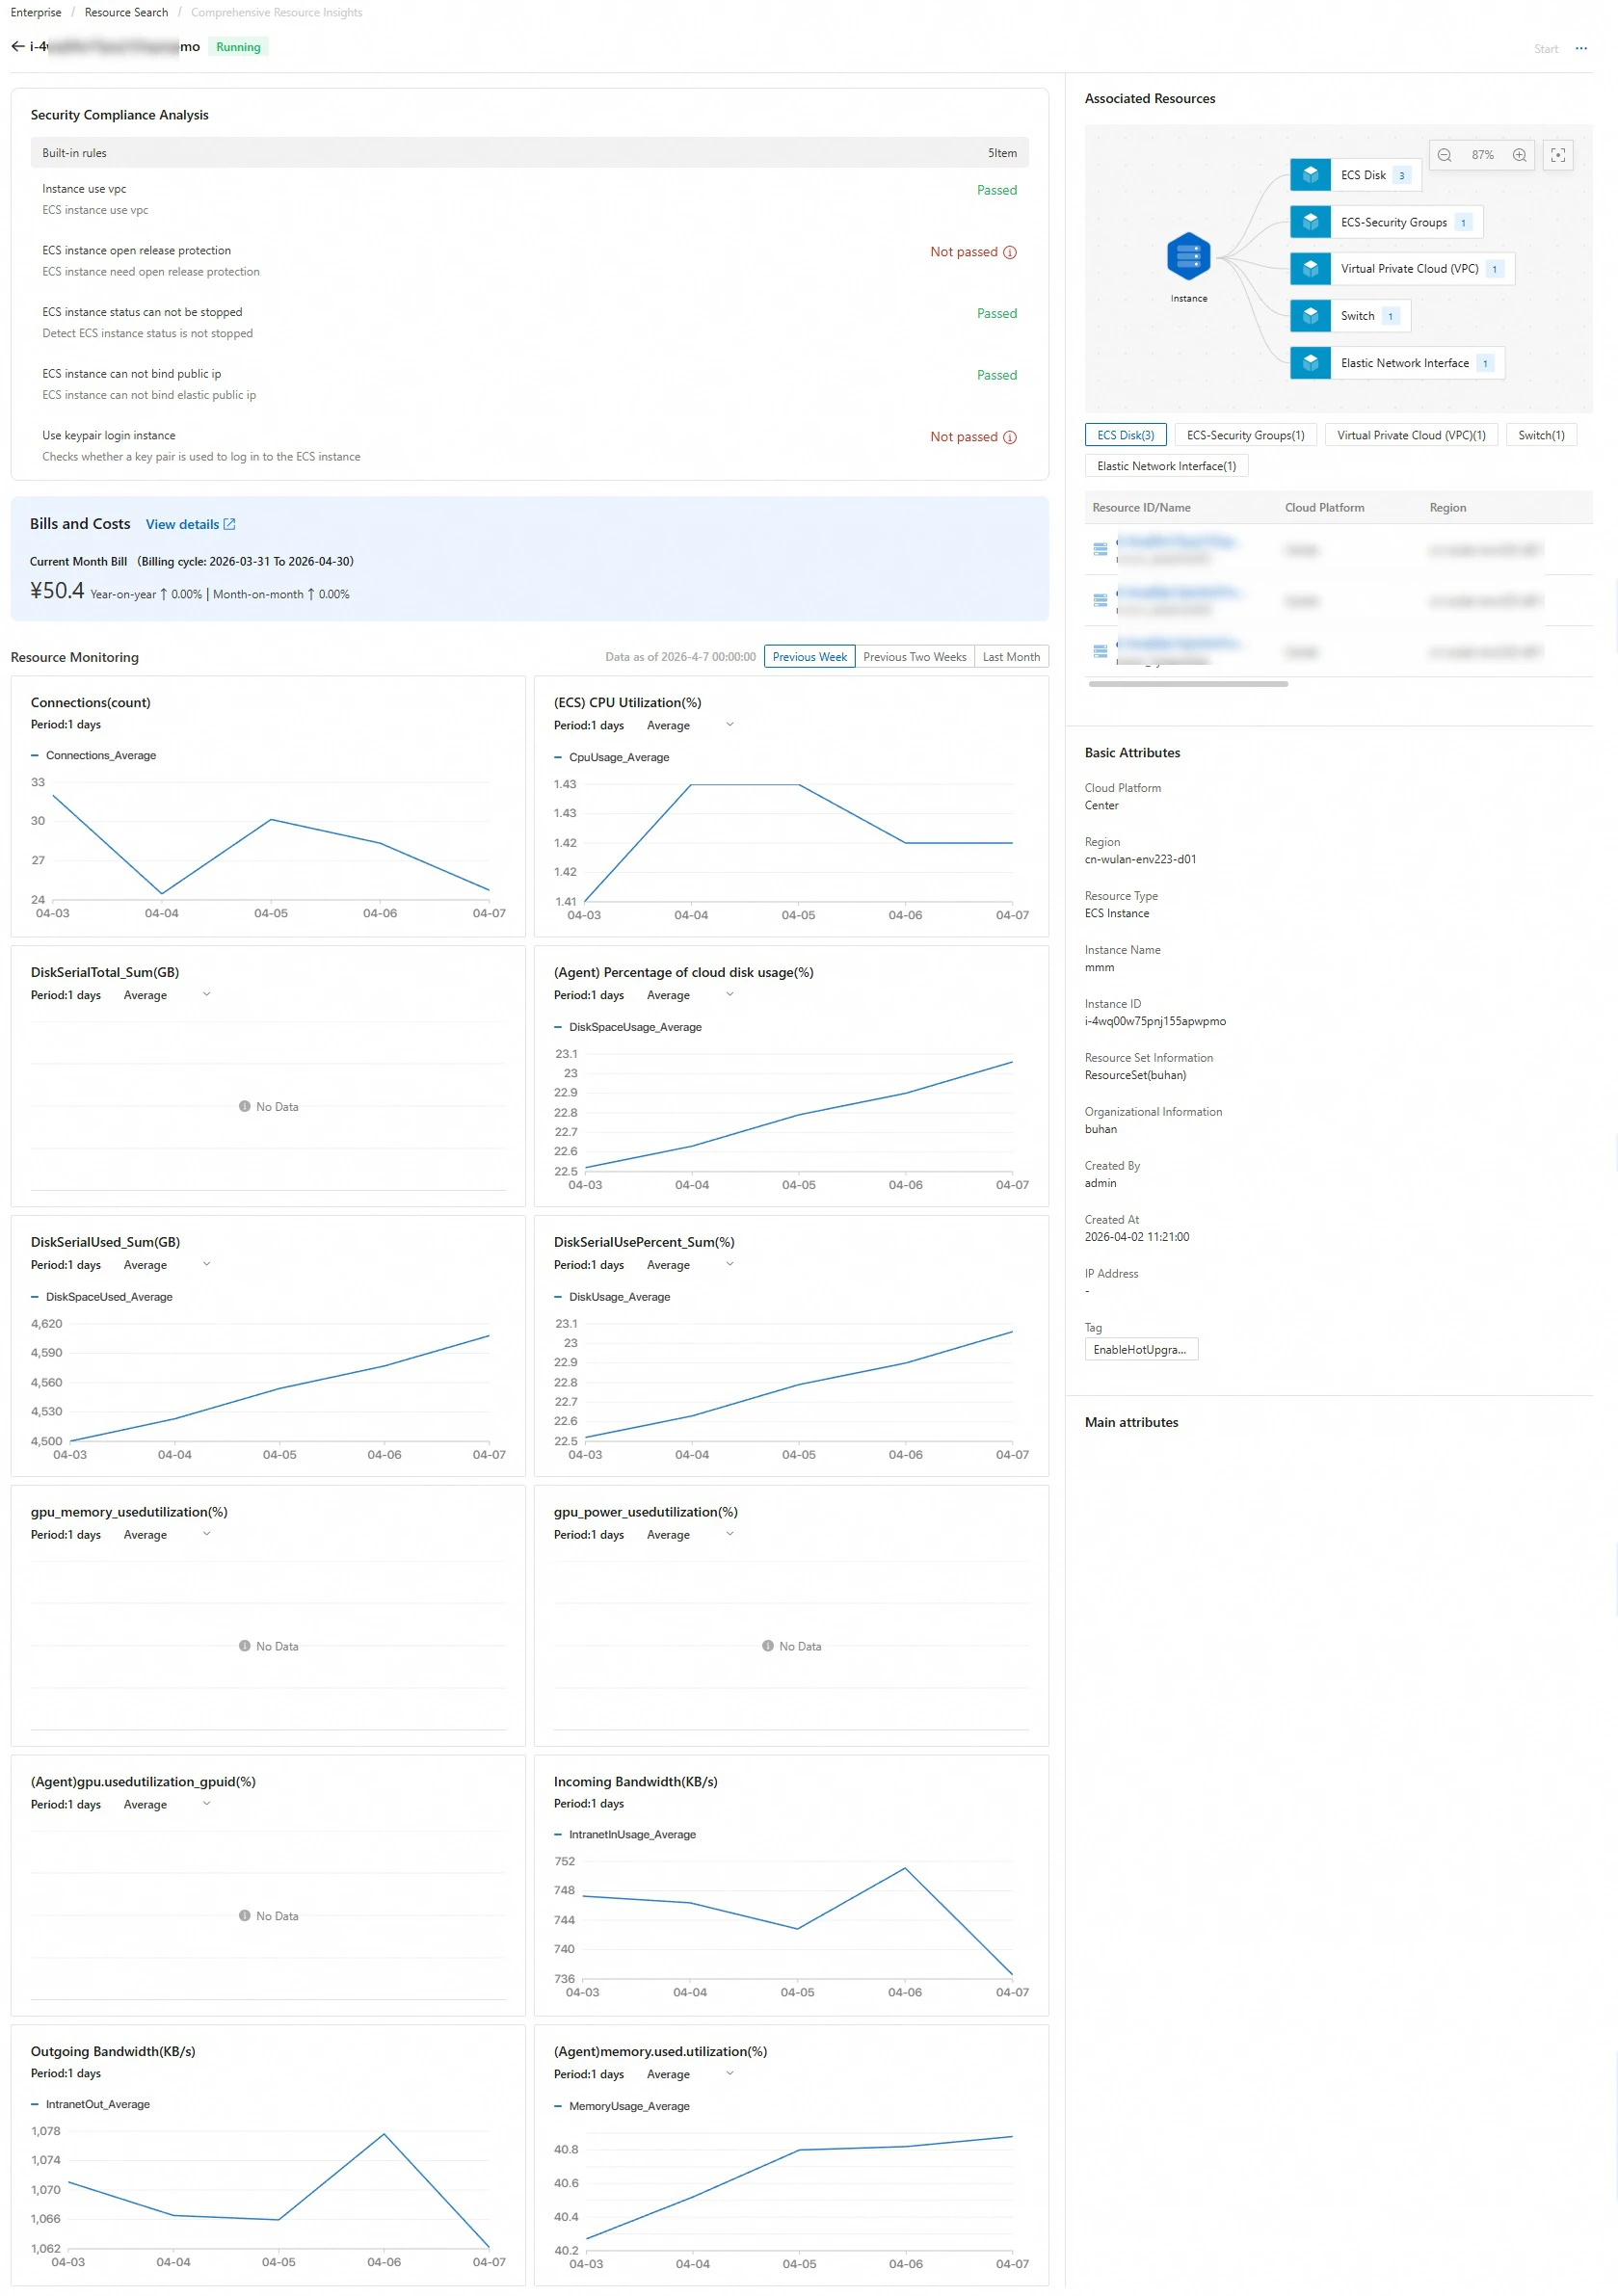 Enterprise / Resource Search / Comprehensive Resource Insights
i-4 mo Running
Start ...
Security Compliance Analysis
Built-in rules 5Item
Instance use vpc Passed
ECS instance use vpc
ECS instance open release protection Not passed
ECS instance need open release protection
ECS instance status can not be stopped Passed
Detect ECS instance status is not stopped
ECS instance can not bind public ip Passed
ECS instance can not bind elastic public ip
Use keypair login instance Not passed
Checks whether a key pair is used to log in to the ECS instance
Bills and Costs View details
Current Month Bill (Billing cycle: 2026-03-31 To 2026-04-30)
¥50.4 Year-on-year ↑ 0.00% | Month-on-month ↑ 0.00%
Resource Monitoring Data as of 2026-4-7 00:00:00 Previous Week Previous Two Weeks Last Month
Connections(count)
Period:1 days
Connections_Average
33
30
27
24
04-03 04-04 04-05 04-06 04-07
(ECS) CPU Utilization(%)
Period:1 days Average
CpuUsage_Average
1.43
1.43
1.42
1.42
1.41
04-03 04-04 04-05 04-06 04-07
DiskSerialTotal_Sum(GB)
Period:1 days Average
No Data
(Agent) Percentage of cloud disk usage(%)
Period:1 days Average
DiskSpaceUsage_Average
23.1
23
22.9
22.8
22.7
22.6
22.5
04-03 04-04 04-05 04-06 04-07
DiskSerialUsed_Sum(GB)
Period:1 days Average
DiskSpaceUsed_Average
4,620
4,590
4,560
4,530
4,500
04-03 04-04 04-05 04-06 04-07
DiskSerialUsePercent_Sum(%)
Period:1 days Average
DiskUsage_Average
23.1
23
22.9
22.8
22.7
22.6
22.5
04-03 04-04 04-05 04-06 04-07
gpu_memory_usedutilization(%)
Period:1 days Average
No Data
gpu_power_usedutilization(%)
Period:1 days Average
No Data
(Agent)gpu.usedutilization_gpuid(%)
Period:1 days Average
No Data
Incoming Bandwidth(KB/s)
Period:1 days
IntranetInUsage_Average
752
748
744
740
736
04-03 04-04 04-05 04-06 04-07
Outgoing Bandwidth(KB/s)
Period:1 days
IntranetOut_Average
1,078
1,074
1,070
1,066
1,062
04-03 04-04 04-05 04-06 04-07
(Agent)memory.used.utilization(%)
Period:1 days Average
MemoryUsage_Average
40.8
40.6
40.4
40.2
04-03 04-04 04-05 04-06 04-07
Associated Resources
87%
Instance
ECS Disk 3
ECS-Security Groups 1
Virtual Private Cloud (VPC) 1
Switch 1
Elastic Network Interface 1
ECS Disk(3) ECS-Security Groups(1) Virtual Private Cloud (VPC)(1) Switch(1)
Elastic Network Interface(1)
Resource ID/Name Cloud Platform Region
Basic Attributes
Cloud Platform
Center
Region
cn-wulan-env223-d01
Resource Type
ECS Instance
Instance Name
mmm
Instance ID
i-4wq00w75pnj155apwpmo
Resource Set Information
ResourceSet(buhan)
Organizational Information
buhan
Created By
admin
Created At
2026-04-02 11:21:00
IP Address
-
Tag
EnableHotUpgra...
Main attributes